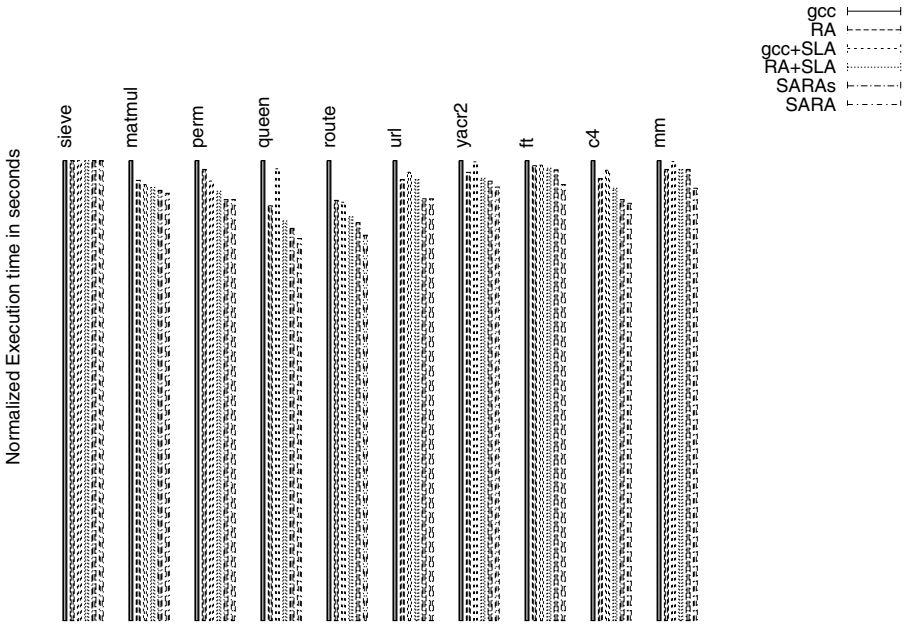 gcc
RA
gcc+SLA
RA+SLA
SARAs
SARA
sieve
matmul
perm
queen
route
url
yacr2
ft
c4
mm
Normalized Execution time in seconds